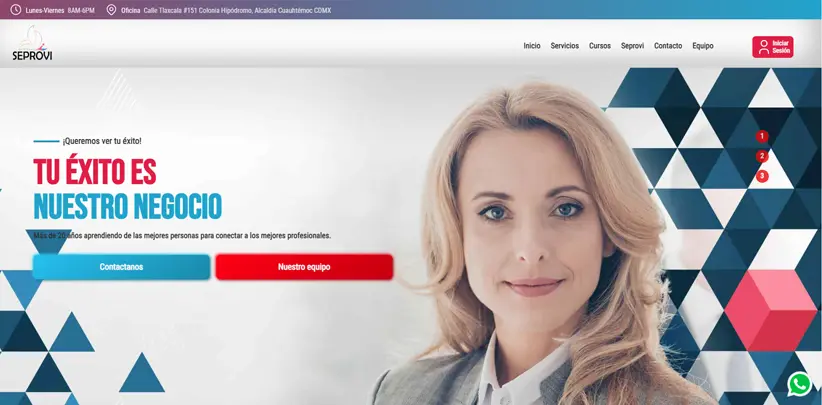 Lunes-Viernes 8AM-6PM Oficina Calle Tlaxcala #151 Colonia Hipódromo, Alcaldía Cuauhtémoc CDMX
SEPROVI
Inicio Servicios Cursos Seprovi Contacto Equipo
Iniciar
Sesión
¡Queremos ver tu éxito!
TU ÉXITO ES
NUESTRO NEGOCIO
Más de 20 años aprendiendo de las mejores personas para conectar a los mejores profesionales.
Contactanos Nuestro equipo
1
2
3